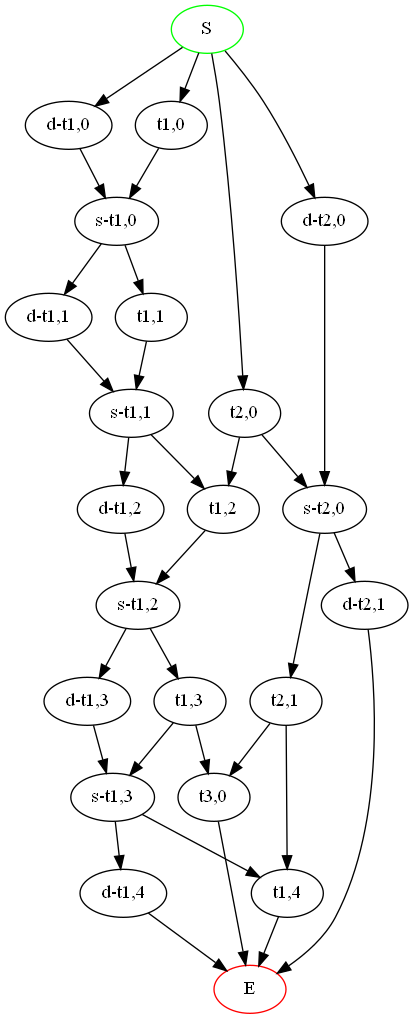 S
d-t1,0
t1,0
s-t1,0
d-t2,0
d-t1,1
t1,1
s-t1,1
t2,0
d-t1,2
t1,2
s-t2,0
s-t1,2
d-t2,1
d-t1,3
t1,3
t2,1
s-t1,3
t3,0
d-t1,4
t1,4
E